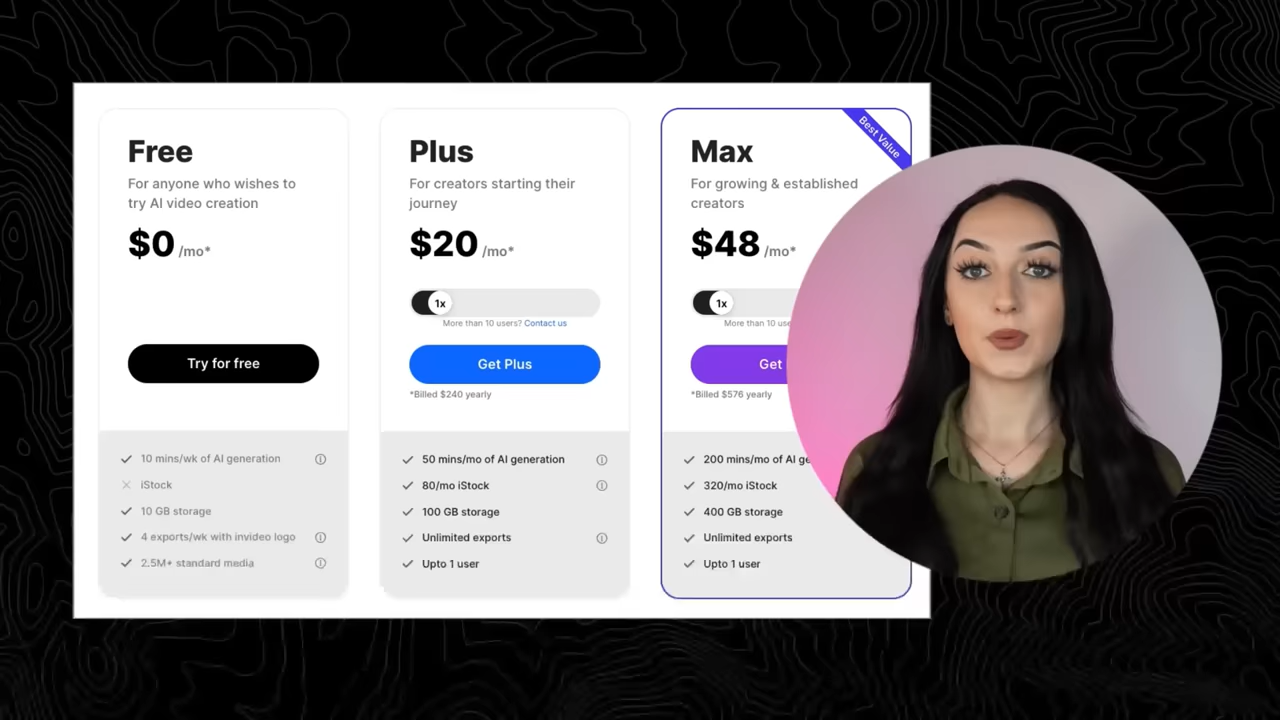 Free
For anyone who wishes to
try AI video creation
$0 /mo*
Try for free
10 mins/wk of AI generation
iStock
10 GB storage
4 exports/wk with invideo logo
2.5M+ standard media
Plus
For creators starting their
journey
$20 /mo*
1x
More than 10 users? Contact us
Get Plus
*Billed $240 yearly
50 mins/mo of AI generation
80/mo iStock
100 GB storage
Unlimited exports
Upto 1 user
Best Value
Max
For growing & established
creators
$48 /mo*
1x
More than 10
Get
*Billed $576 yearly
200 mins/mo of AI
320/mo iStock
400 GB storage
Unlimited exports
Upto 1 user